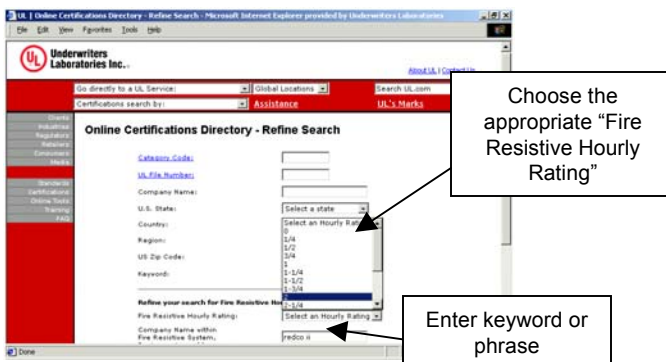 UL | Online Certifications Directory - Refine Search - Microsoft Internet Explorer provided by Underwriters Laboratories
File Edit View Favorites Tools Help
UL
Underwriters
Laboratories Inc.
About UL | Contact Us
Go directly to a UL Service: Global Locations Search UL.com
Certifications search by: Assistance UL's Marks
Clients
Industries
Regulators
Retailers
Consumers
Media
Standards
Certifications
Online Tools
Training
FAQ
Online Certifications Directory - Refine Search
Category Code:
UL File Number:
Company Name:
U.S. State: Select a state
Country: Select an Hourly Rating
0
Region: 1/4
1/2
US Zip Code: 3/4
1
Keyword: 1-1/4
1-1/2
1-3/4
2
2-1/4
Refine your search for Fire Resistive
Fire Resistive Hourly Rating: Select an Hourly Rating
Company Name within
Fire Resistive System, redco ii
Done
Choose the
appropriate “Fire
Resistive Hourly
Rating”
Enter keyword or
phrase